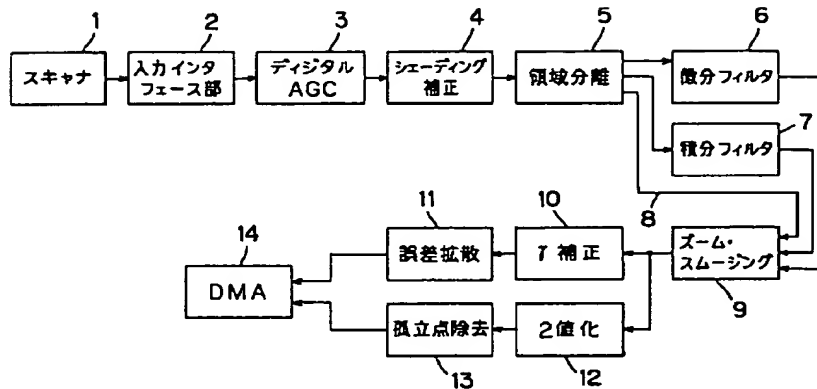 1
スキャナ
2
入力インタ
フェース部
3
ディジタル
AGC
4
シェーディング
補正
5
領域分離
6
微分フィルタ
7
積分フィルタ
8
ズーム・
スムージング
9
10
γ 補正
11
誤差拡散
2値化
12
孤立点除去
13
14
DMA